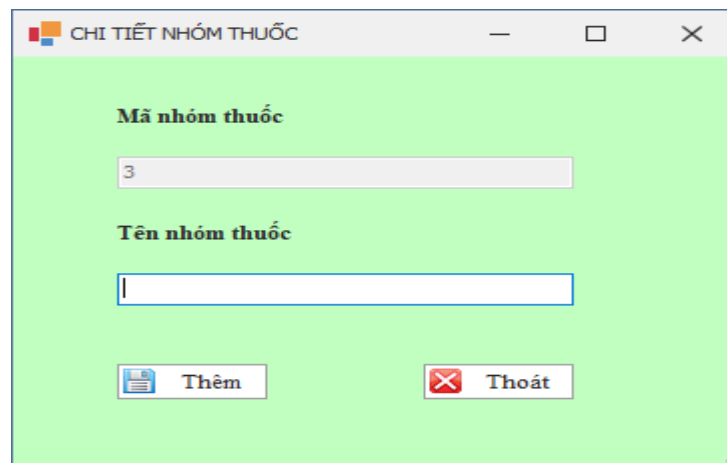 CHI TIẾT NHÓM THUỐC
Mã nhóm thuốc
3
Tên nhóm thuốc
Thêm
Thoát